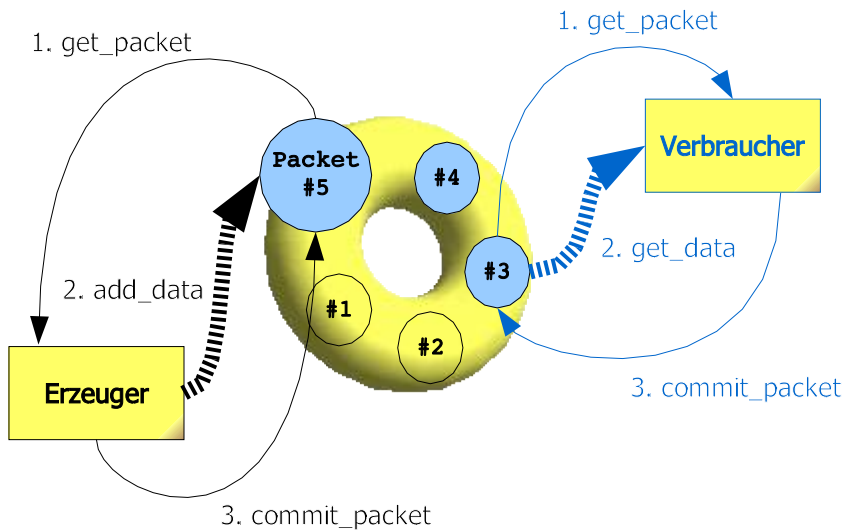 1. get_packet
1. get_packet
Packet
#5
#4
Verbraucher
#3
2. get_data
2. add_data
#1
#2
Erzeuger
3. commit_packet
3. commit_packet